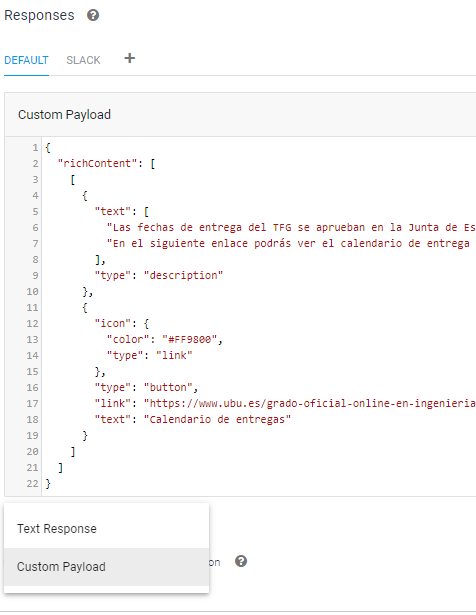 Responses ?
DEFAULT SLACK +
Custom Payload
1 {
2 "richContent": [
3 [
4 {
5 "text": [
6 "Las fechas de entrega del TFG se aprueban en la Junta de Es
7 "En el siguiente enlace podrás ver el calendario de entrega
8 ],
9 "type": "description"
10 },
11 {
12 "icon": {
13 "color": "#FF9800",
14 "type": "link"
15 },
16 "type": "button",
17 "link": "https://www.ubu.es/grado-oficial-online-en-ingenieria
18 "text": "Calendario de entregas"
19 }
20 ]
21 ]
22 }
Text Response
Custom Payload
on ?